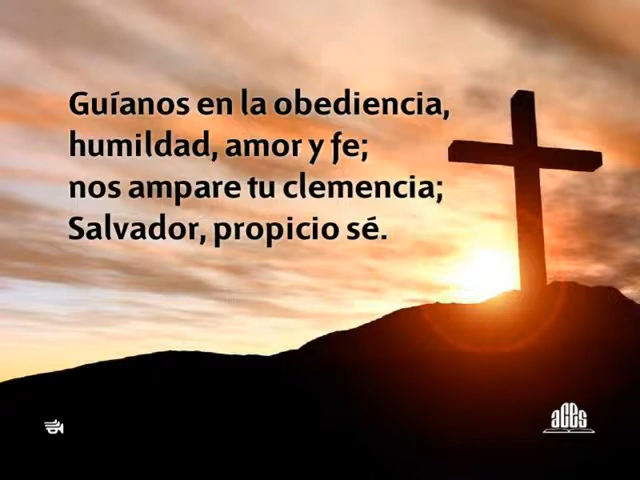 Guíanos en la obediencia,
humildad, amor y fe;
nos ampare tu clemencia;
Salvador, propicio sé.
aces